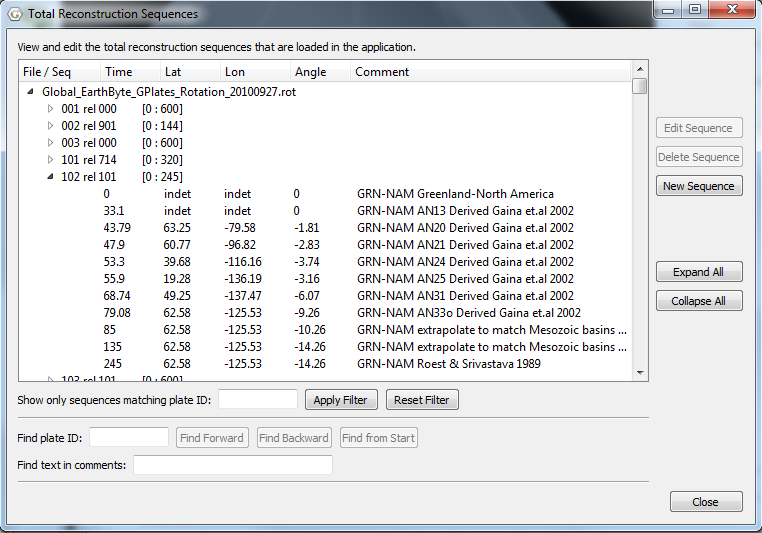 Total Reconstruction Sequences
View and edit the total reconstruction sequences that are loaded in the application.
File / Seq Time Lat Lon Angle Comment
Global_EarthByte_GPlates_Rotation_20100927.rot
001 rel 000 [0 : 600]
002 rel 901 [0 : 144]
003 rel 000 [0 : 600]
101 rel 714 [0 : 320]
102 rel 101 [0 : 245]
0 indet indet 0 GRN-NAM Greenland-North America
33.1 indet indet 0 GRN-NAM AN13 Derived Gaina et.al 2002
43.79 63.25 -79.58 -1.81 GRN-NAM AN20 Derived Gaina et.al 2002
47.9 60.77 -96.82 -2.83 GRN-NAM AN21 Derived Gaina et.al 2002
53.3 39.68 -116.16 -3.74 GRN-NAM AN24 Derived Gaina et.al 2002
55.9 19.28 -136.19 -3.16 GRN-NAM AN25 Derived Gaina et.al 2002
68.74 49.25 -137.47 -6.07 GRN-NAM AN31 Derived Gaina et.al 2002
79.08 62.58 -125.53 -9.26 GRN-NAM AN33o Derived Gaina et.al 2002
85 62.58 -125.53 -10.26 GRN-NAM extrapolate to match Mesozoic basins ...
135 62.58 -125.53 -14.26 GRN-NAM extrapolate to match Mesozoic basins ...
245 62.58 -125.53 -14.26 GRN-NAM Roest & Srivastava 1989
103 rel 101 [0 : 600]
Edit Sequence
Delete Sequence
New Sequence
Expand All
Collapse All
Show only sequences matching plate ID: Apply Filter Reset Filter
Find plate ID: Find Forward Find Backward Find from Start
Find text in comments:
Close